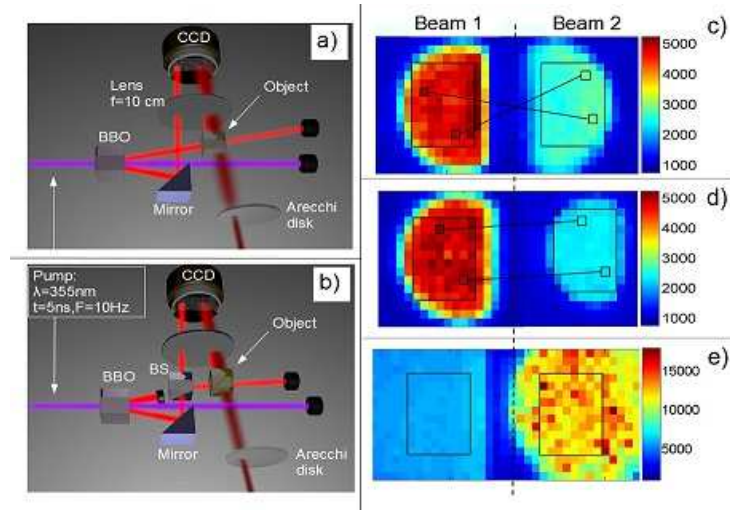 CCD
a)
Lens
f=10 cm
Object
BBO
Mirror
Arecchi
disk
Pump:
λ=355nm
t=5ns,F=10Hz
CCD
b)
Object
BS
BBO
Mirror
Arecchi
disk
Beam 1 Beam 2
c)
5000
4000
3000
2000
1000
d)
5000
4000
3000
2000
1000
e)
15000
10000
5000